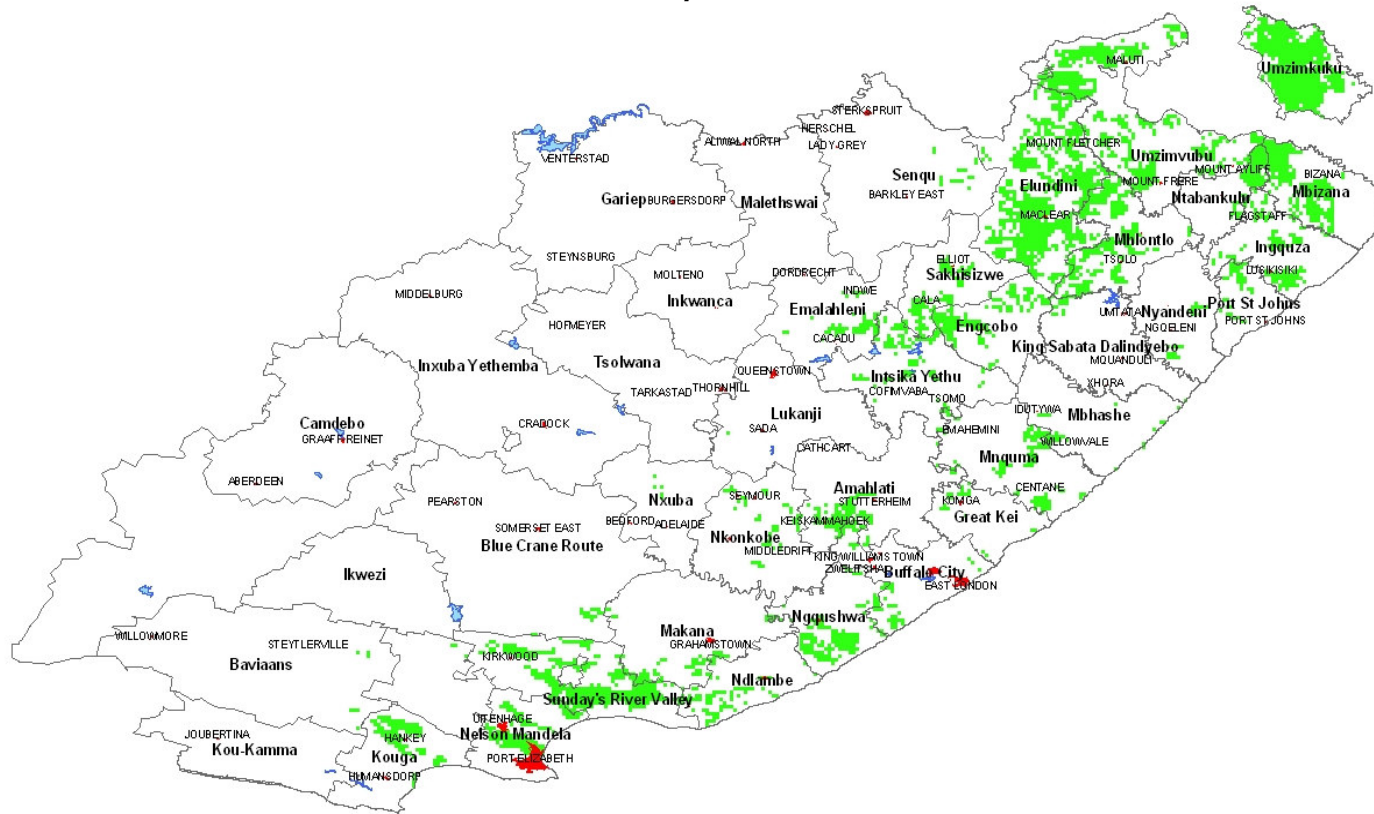 MALUTI
Umzimkuku
STERKSPRUIT
HERSCHEL
ALIWAL NORTH
LADY GREY
MOUNT FLETCHER
VENTERSTAD
Umzimvubu
MOUNT AYLIFF
BIZANA
Senqu
Elundini
MOUNT FRERE
Mbizana
BARKLEY EAST
Gariep
BURGERSDORP
Malethswai
Ntabankulu
MACLEAR
FLAGSTAFF
Mhlontlo
Ingquza
STEYNSBURG
ELLIOT
TSOLO
MOLTENO
DORDRECHT
Sakhisizwe
LUSIKISIKI
MIDDELBURG
INDWE
Inkwanca
CALA
Port St Johns
Emalahleni
UMTATA
Nyandeni
HOFMEYER
Engcobo
NGQELENI
PORT ST JOHNS
CACADU
King Sabata Dalindyebo
Inxuba Yethemba
Tsolwana
MQUANDULI
QUEENSTOWN
Intsika Yethu
XHORA
TARKASTAD
THORNHILL
COFIMVABA
TSOMO
Camdebo
Lukanji
IDUTYWA
Mbhashe
CRADOCK
SADA
EMAHEMINI
GRAAFF REINET
WILLOWVALE
CATHCART
Mnquma
ABERDEEN
Amahlati
CENTANE
PEARSTON
Nxuba
SEYMOUR
STUTTERHEIM
KOMGA
Great Kei
SOMERSET EAST
BEDFORD
ADELAIDE
KEISKAMMAHOEK
Blue Crane Route
Nkonkobe
MIDDLEDRIFT
KING WILLIAMS TOWN
Ikwezi
ZWELITSHA
Buffalo City
EAST LONDON
Ngqushwa
WILLOWMORE
Makana
STEYTLERVILLE
GRAHAMSTOWN
KIRKWOOD
Baviaans
Ndlambe
Sunday's River Valley
UITENHAGE
JOUBERTINA
HANKEY
Nelson Mandela
Kou-Kamma
Kouga
PORT ELIZABETH
HUMANSDORP